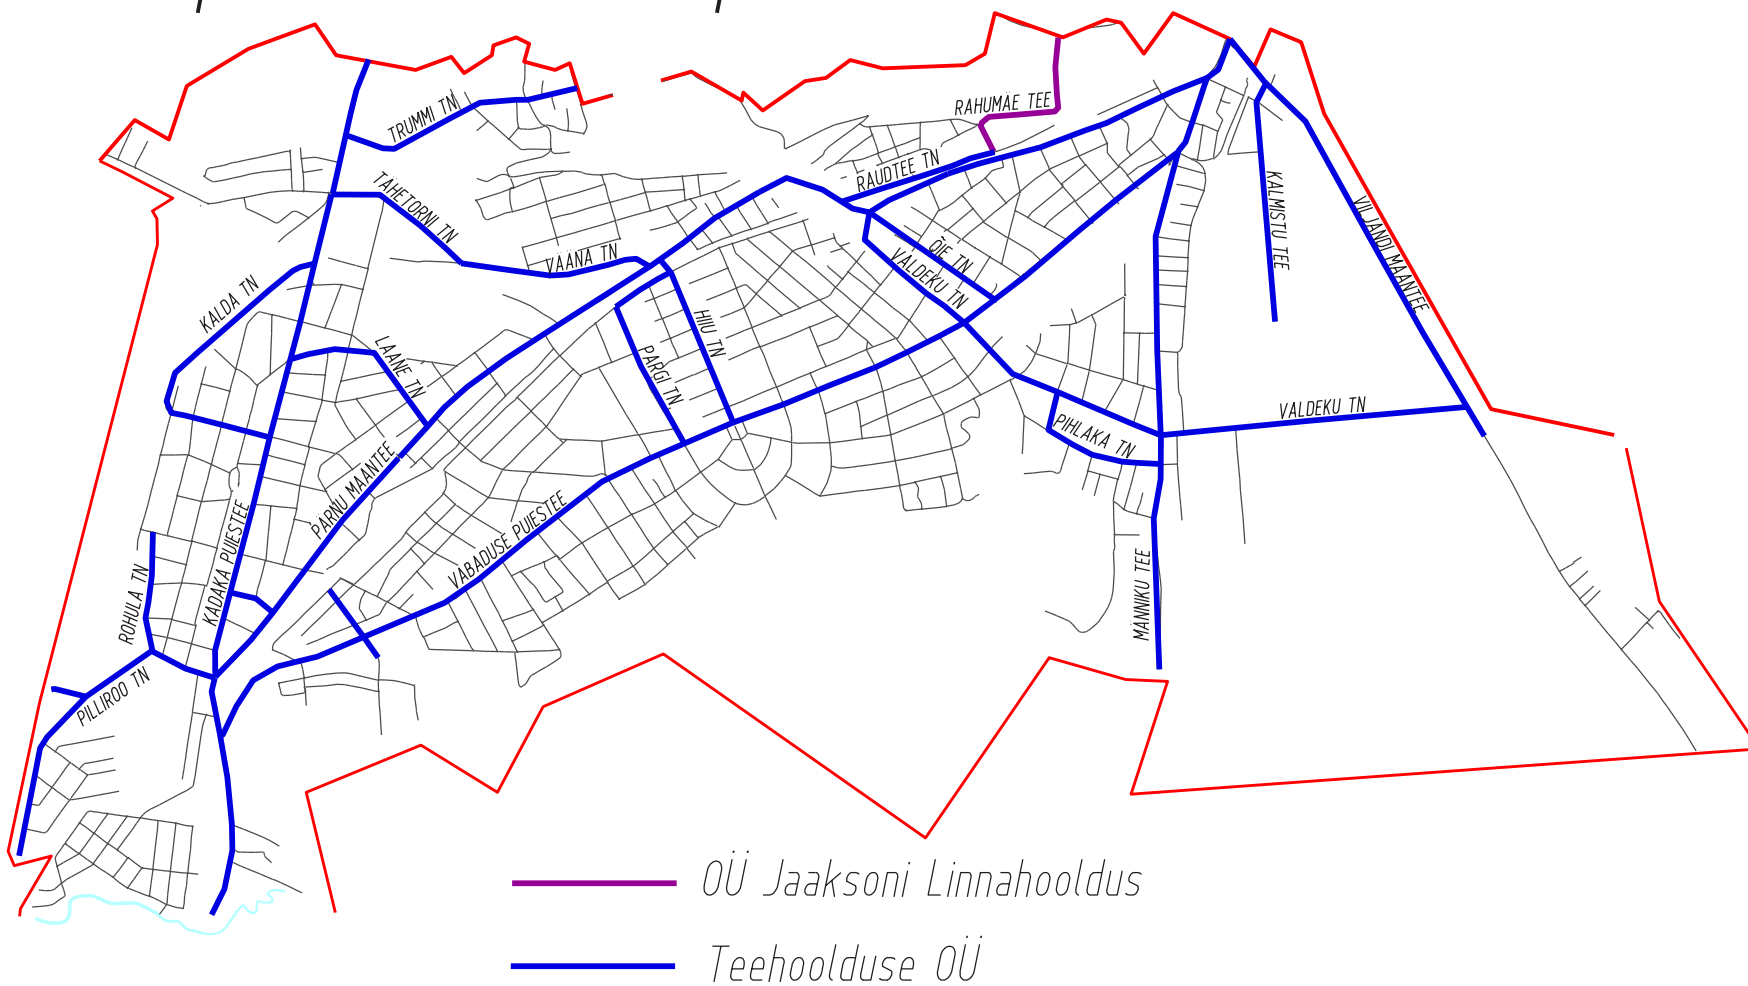 RAHUMÄE TEE
TRUMMI TN
RAUDTEE TN
TÄHETORNI TN
KALMISTU TEE
VILJANDI MAANTEE
VÄÄNA TN
ÕIE TN
VALDEKU TN
KALDA TN
HIIU TN
LAANE TN
PARGI TN
VALDEKU TN
PIHLAKA TN
PÄRNU MAANTEE
KADAKA PUIESTEE
VABADUSE PUIESTEE
ROHULA TN
MÄNNIKU TEE
PILLIROO TN
OÜ Jaaksoni Linnahooldus
Teehoolduse OÜ